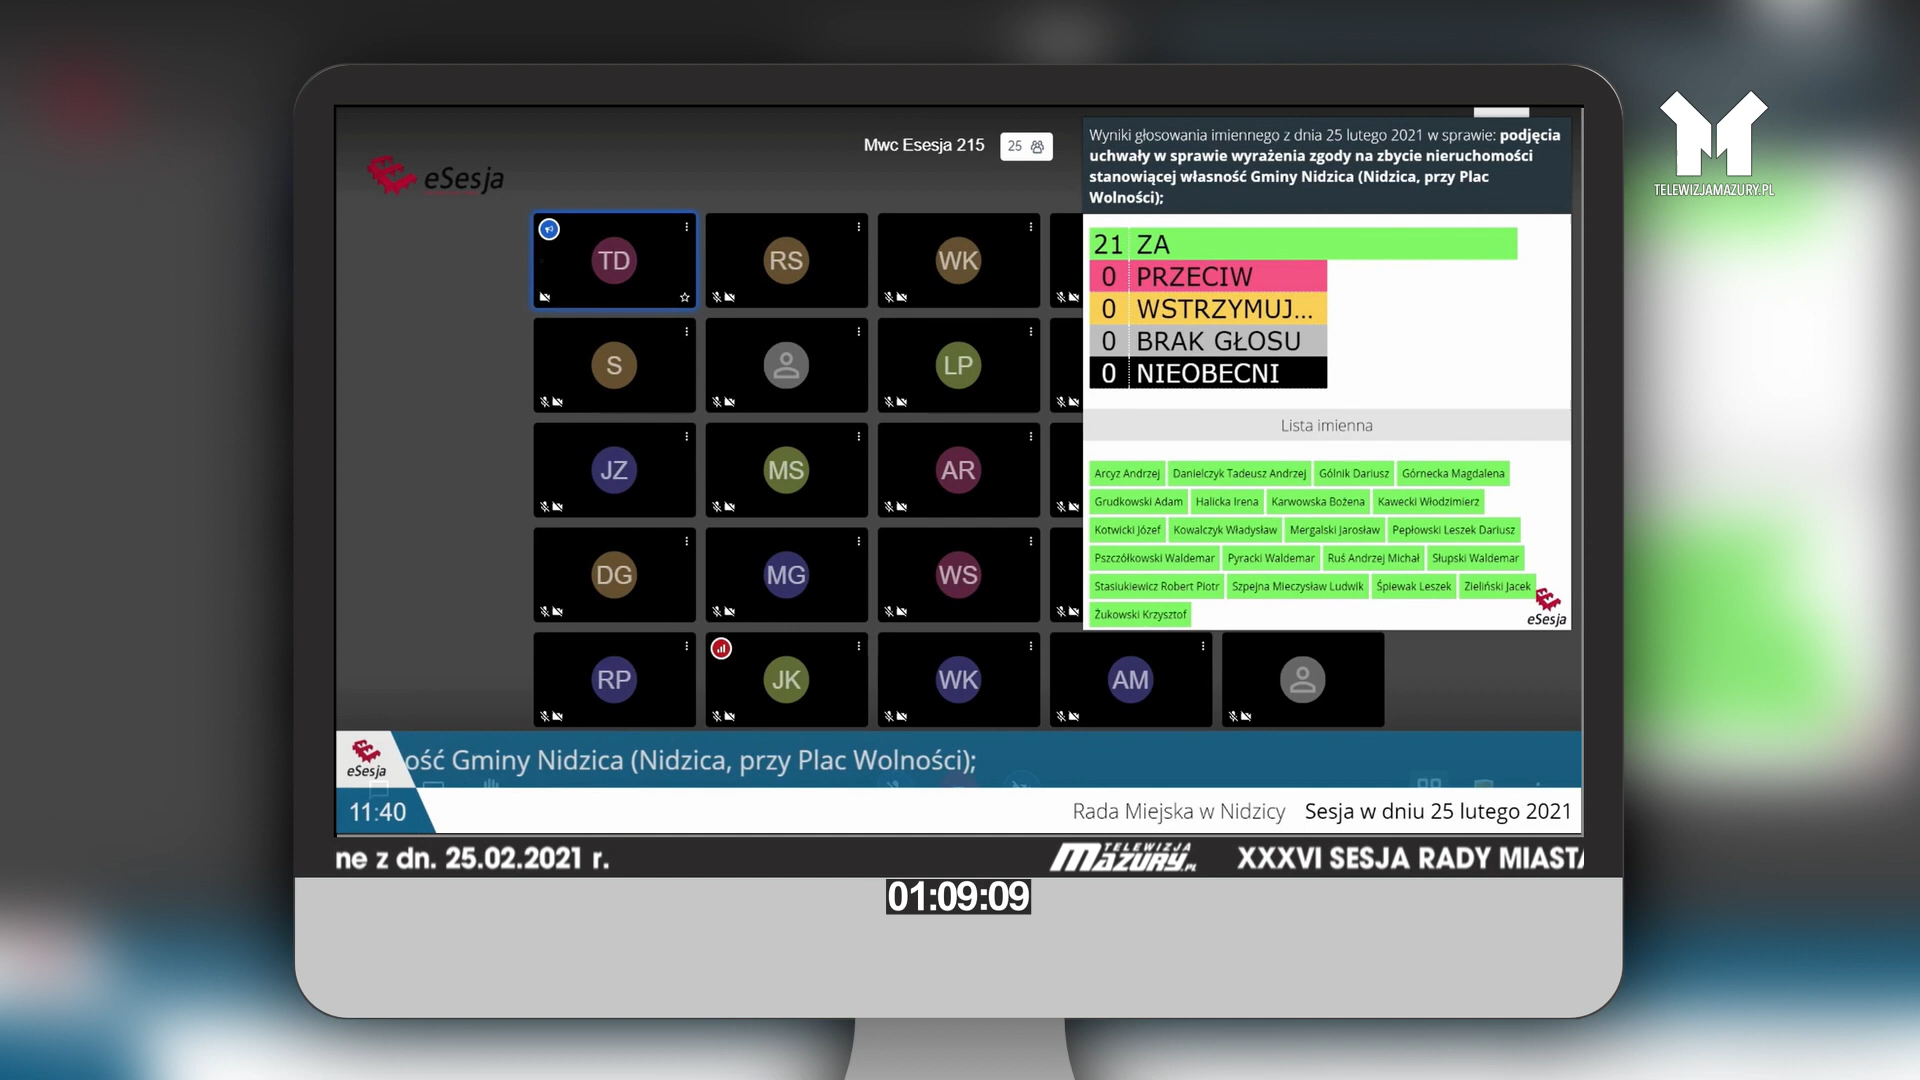 TELEWIZJAMAZURY.PL
eSesja
Mwc Esesja 215
25
Wyniki głosowania imiennego z dnia 25 lutego 2021 w sprawie: podjęcia
uchwały w sprawie wyrażenia zgody na zbycie nieruchomości
stanowiącej własność Gminy Nidzica (Nidzica, przy Plac
Wolności);
21 ZA
0 PRZECIW
0 WSTRZYMUJ...
0 BRAK GŁOSU
0 NIEOBECNI
Lista imienna
Arcyz Andrzej Danielczyk Tadeusz Andrzej Gólnik Dariusz Górnecka Magdalena
Grudkowski Adam Halicka Irena Karwowska Bożena Kawecki Włodzimierz
Kotwicki Józef Kowalczyk Władysław Mergalski Jarosław Pepłowski Leszek Dariusz
Pszczółkowski Waldemar Pyracki Waldemar Ruś Andrzej Michał Słupski Waldemar
Stasiukiewicz Robert Piotr Szpejna Mieczysław Ludwik Śpiewak Leszek Zieliński Jacek
Żukowski Krzysztof
eSesja
TD RS WK
S LP
JZ MS AR
DG MG WS
RP JK WK AM
eSesja
ość Gminy Nidzica (Nidzica, przy Plac Wolności);
11:40
Rada Miejska w Nidzicy Sesja w dniu 25 lutego 2021
ne z dn. 25.02.2021 r. TELEWIZJA MAZURY.PL XXXVI SESJA RADY MIASTA
01:09:09